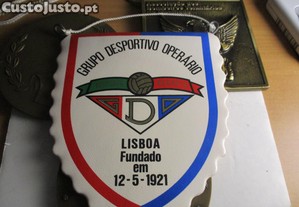 CustoJusto.pt
GRUPO DESPORTIVO OPERÁRIO
D
LISBOA
Fundado
em
12-5-1921